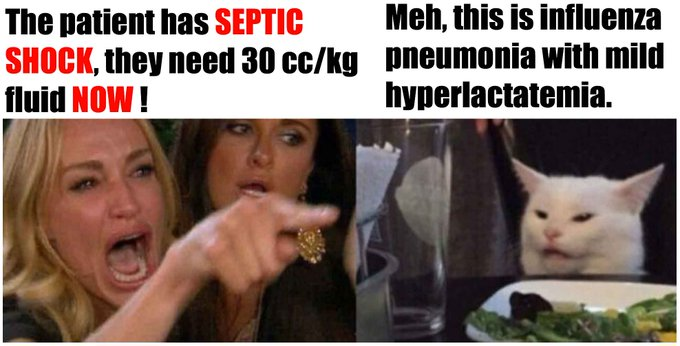 The patient has SEPTIC
SHOCK, they need 30 cc/kg
fluid NOW !
Meh, this is influenza
pneumonia with mild
hyperlactatemia.